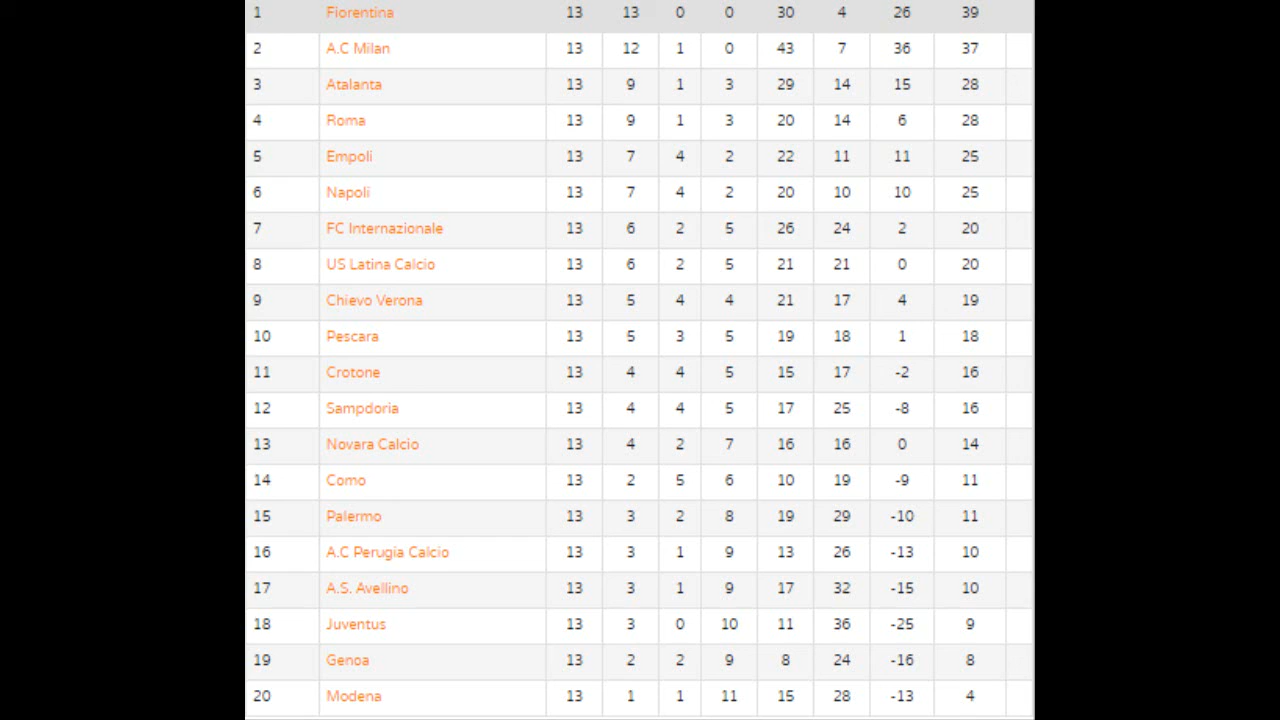 1 Fiorentina 13 13 0 0 30 4 26 39
2 A.C Milan 13 12 1 0 43 7 36 37
3 Atalanta 13 9 1 3 29 14 15 28
4 Roma 13 9 1 3 20 14 6 28
5 Empoli 13 7 4 2 22 11 11 25
6 Napoli 13 7 4 2 20 10 10 25
7 FC Internazionale 13 6 2 5 26 24 2 20
8 US Latina Calcio 13 6 2 5 21 21 0 20
9 Chievo Verona 13 5 4 4 21 17 4 19
10 Pescara 13 5 3 5 19 18 1 18
11 Crotone 13 4 4 5 15 17 -2 16
12 Sampdoria 13 4 4 5 17 25 -8 16
13 Novara Calcio 13 4 2 7 16 16 0 14
14 Como 13 2 5 6 10 19 -9 11
15 Palermo 13 3 2 8 19 29 -10 11
16 A.C Perugia Calcio 13 3 1 9 13 26 -13 10
17 A.S. Avellino 13 3 1 9 17 32 -15 10
18 Juventus 13 3 0 10 11 36 -25 9
19 Genoa 13 2 2 9 8 24 -16 8
20 Modena 13 1 1 11 15 28 -13 4